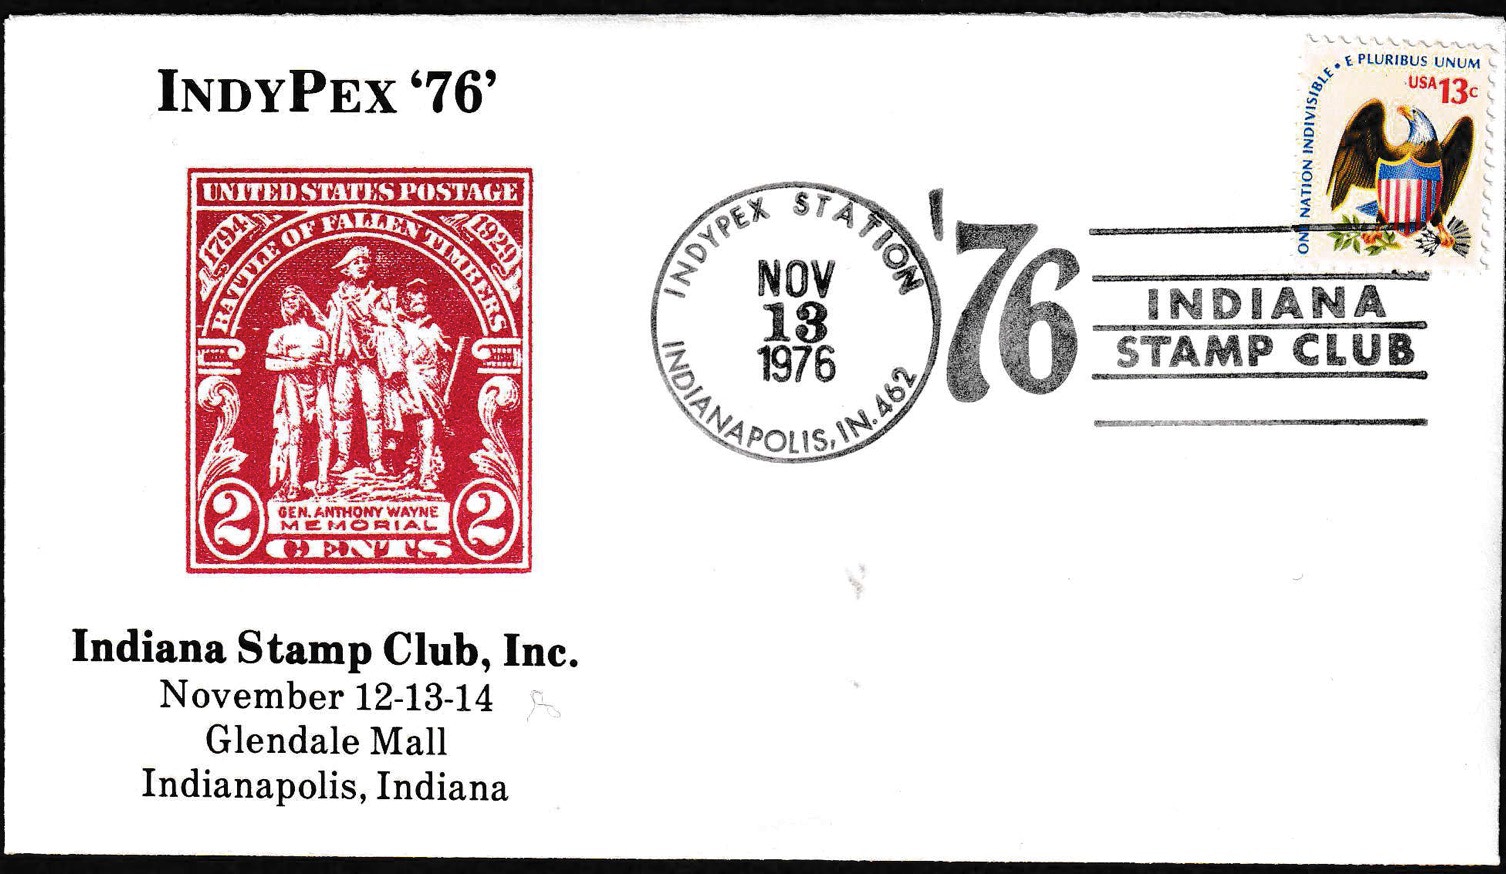 INDYPEX ‘76’
UNITED STATES POSTAGE
1794
1929
BATTLE OF FALLEN TIMBERS
GEN. ANTHONY WAYNE
MEMORIAL
2 CENTS 2
Indiana Stamp Club, Inc.
November 12-13-14
Glendale Mall
Indianapolis, Indiana
INDYPEX STATION
NOV
13
1976
INDIANAPOLIS, IN. 462
'76
INDIANA
STAMP CLUB
ONE NATION INDIVISIBLE • E PLURIBUS UNUM
USA 13c